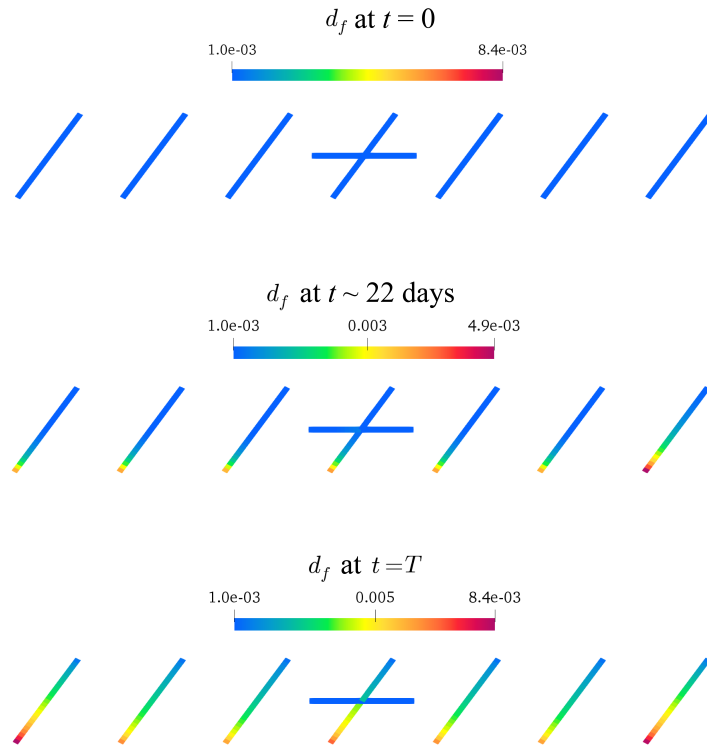 d_f at t = 0
1.0e-03 8.4e-03
d_f at t ~ 22 days
1.0e-03 0.003 4.9e-03
d_f at t = T
1.0e-03 0.005 8.4e-03